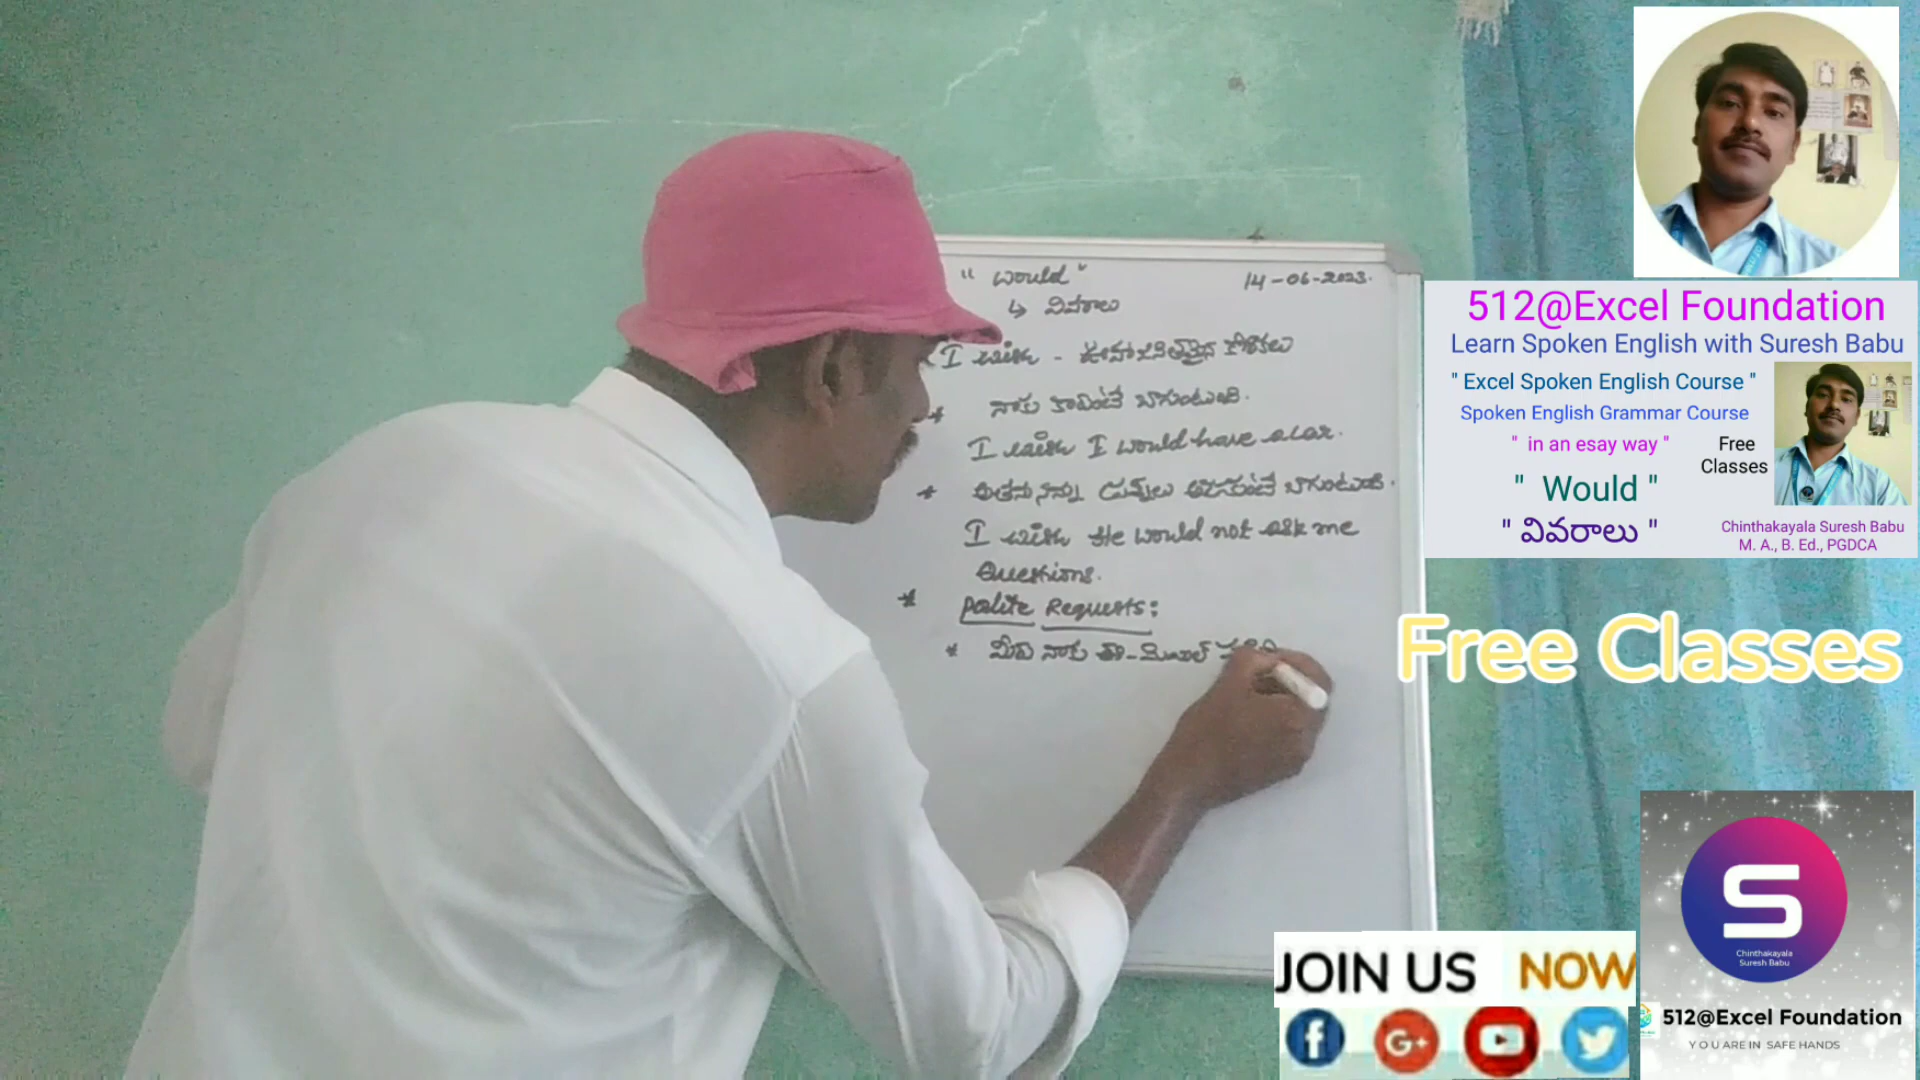 " would "
14-06-2023.
↳ వివరాలు
I wish - ఊహాజనితమైన కోరికలు
* నాకు కారుంటే బాగుంటుంది.
I wish I would have a car.
* అతను నన్ను ప్రశ్నలు అడగకుంటే బాగుంటుంది.
I wish He would not ask me
Questions.
* polite Requests:
* మీరు నాకు ఈ-మెయిల్
512@Excel Foundation
Learn Spoken English with Suresh Babu
" Excel Spoken English Course "
Spoken English Grammar Course
" in an esay way "
Free
Classes
" Would "
" వివరాలు "
Chinthakayala Suresh Babu
M. A., B. Ed., PGDCA
Free Classes
S
Chinthakayala
Suresh Babu
512@Excel Foundation
Y O U ARE IN SAFE HANDS
JOIN US NOW
f G+